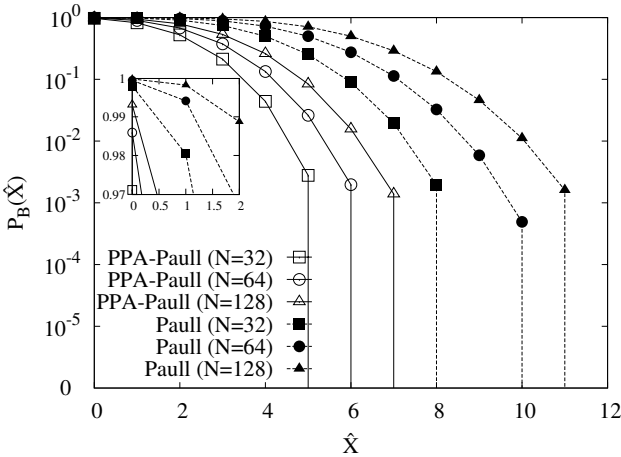 10^0
10^-1
10^-2
10^-3
10^-4
10^-5
0
P_B(X̂)
1
0.99
0.98
0.97
0 0.5 1 1.5 2
PPA-Paull (N=32)
PPA-Paull (N=64)
PPA-Paull (N=128)
Paull (N=32)
Paull (N=64)
Paull (N=128)
0 2 4 6 8 10 12
X̂